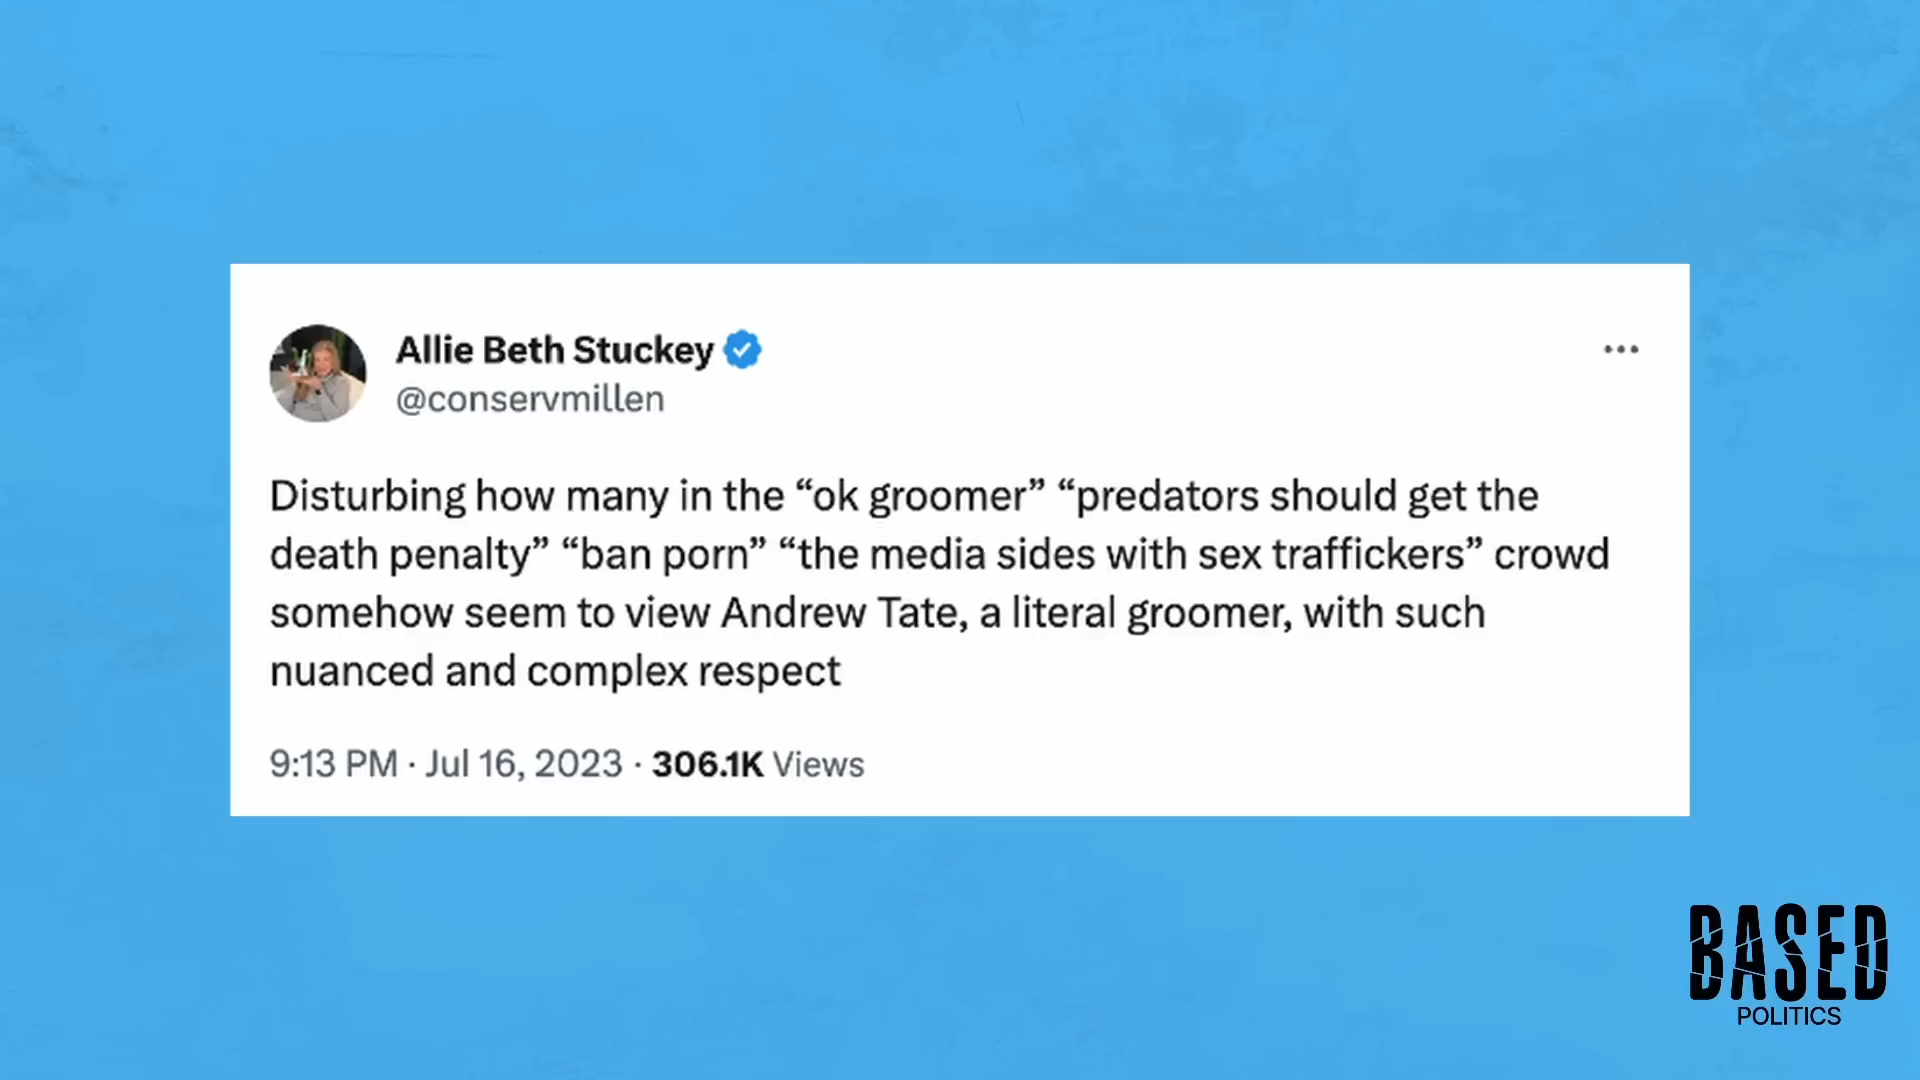 Allie Beth Stuckey
@conservmillen
Disturbing how many in the “ok groomer” “predators should get the
death penalty” “ban porn” “the media sides with sex traffickers” crowd
somehow seem to view Andrew Tate, a literal groomer, with such
nuanced and complex respect
9:13 PM · Jul 16, 2023 · 306.1K Views
BASED
POLITICS